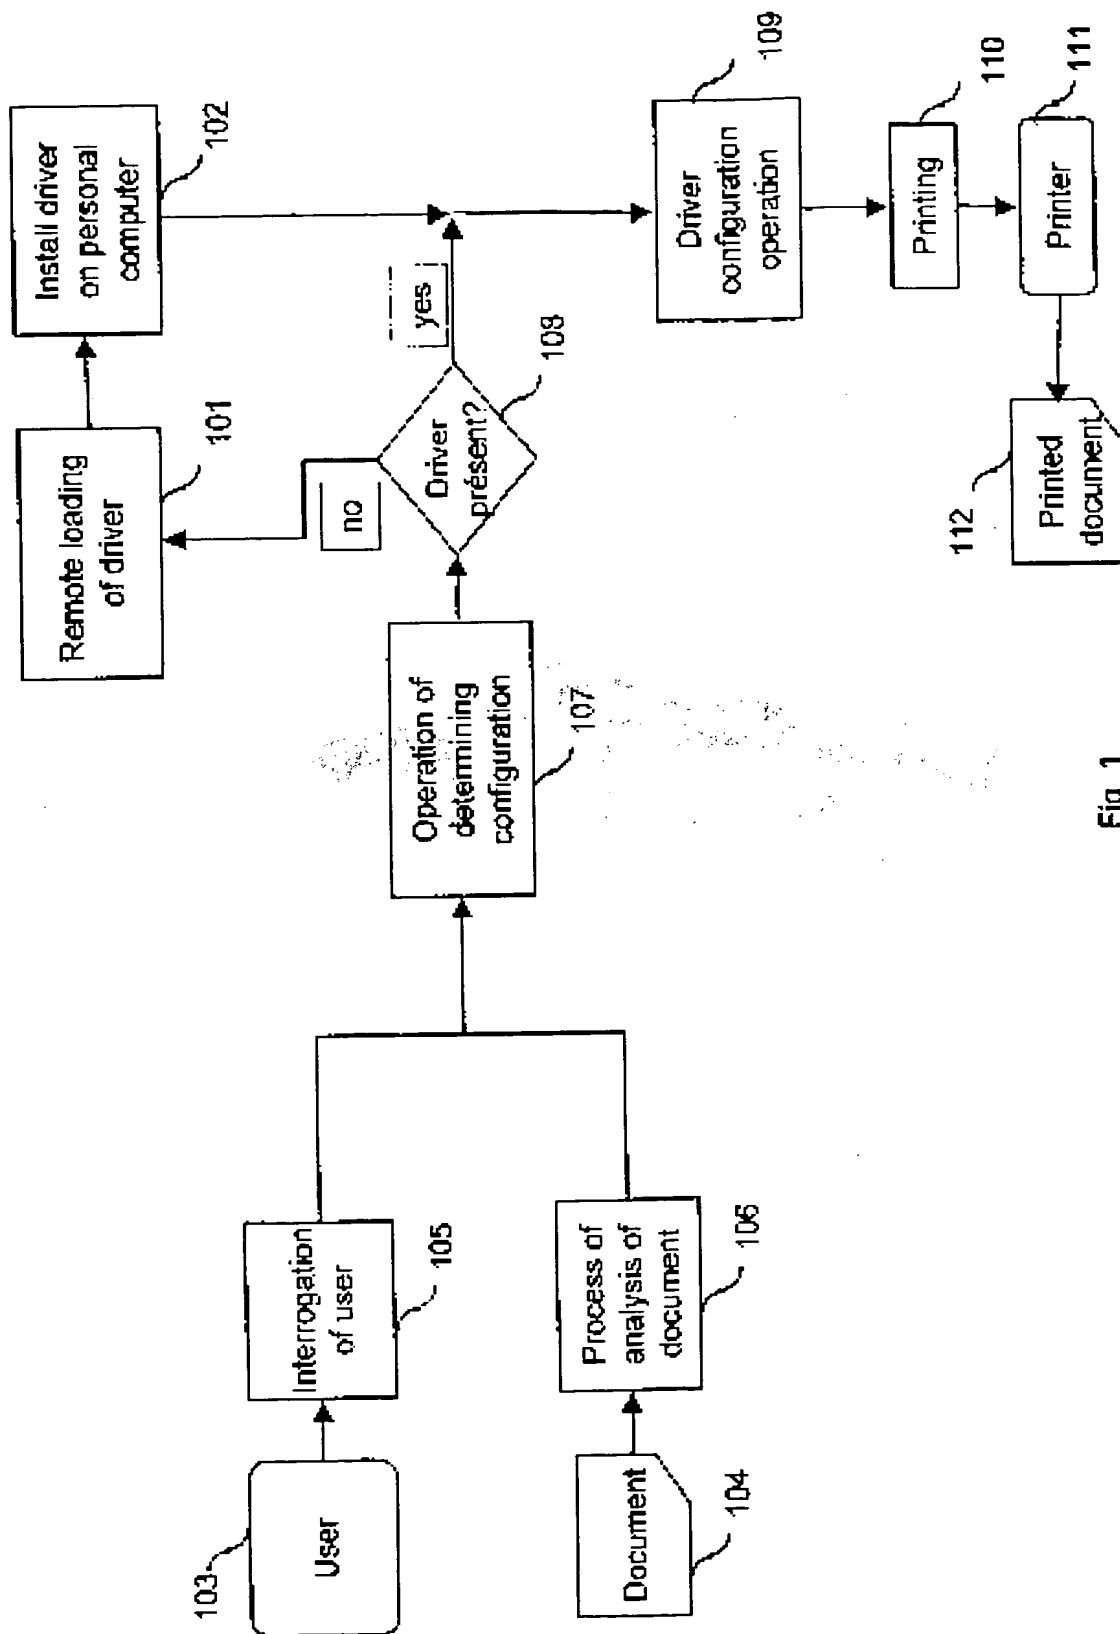 103
User
Interrogation
of user
105
Document
104
Process of
analysis of
document
106
Operation of
determining
configuration
107
Driver
présent?
108
no
yes
Remote loading
of driver
101
Install driver
on personal
computer
102
Driver
configuration
operation
109
Printing
110
Printer
111
Printed
document
112
Fig. 1